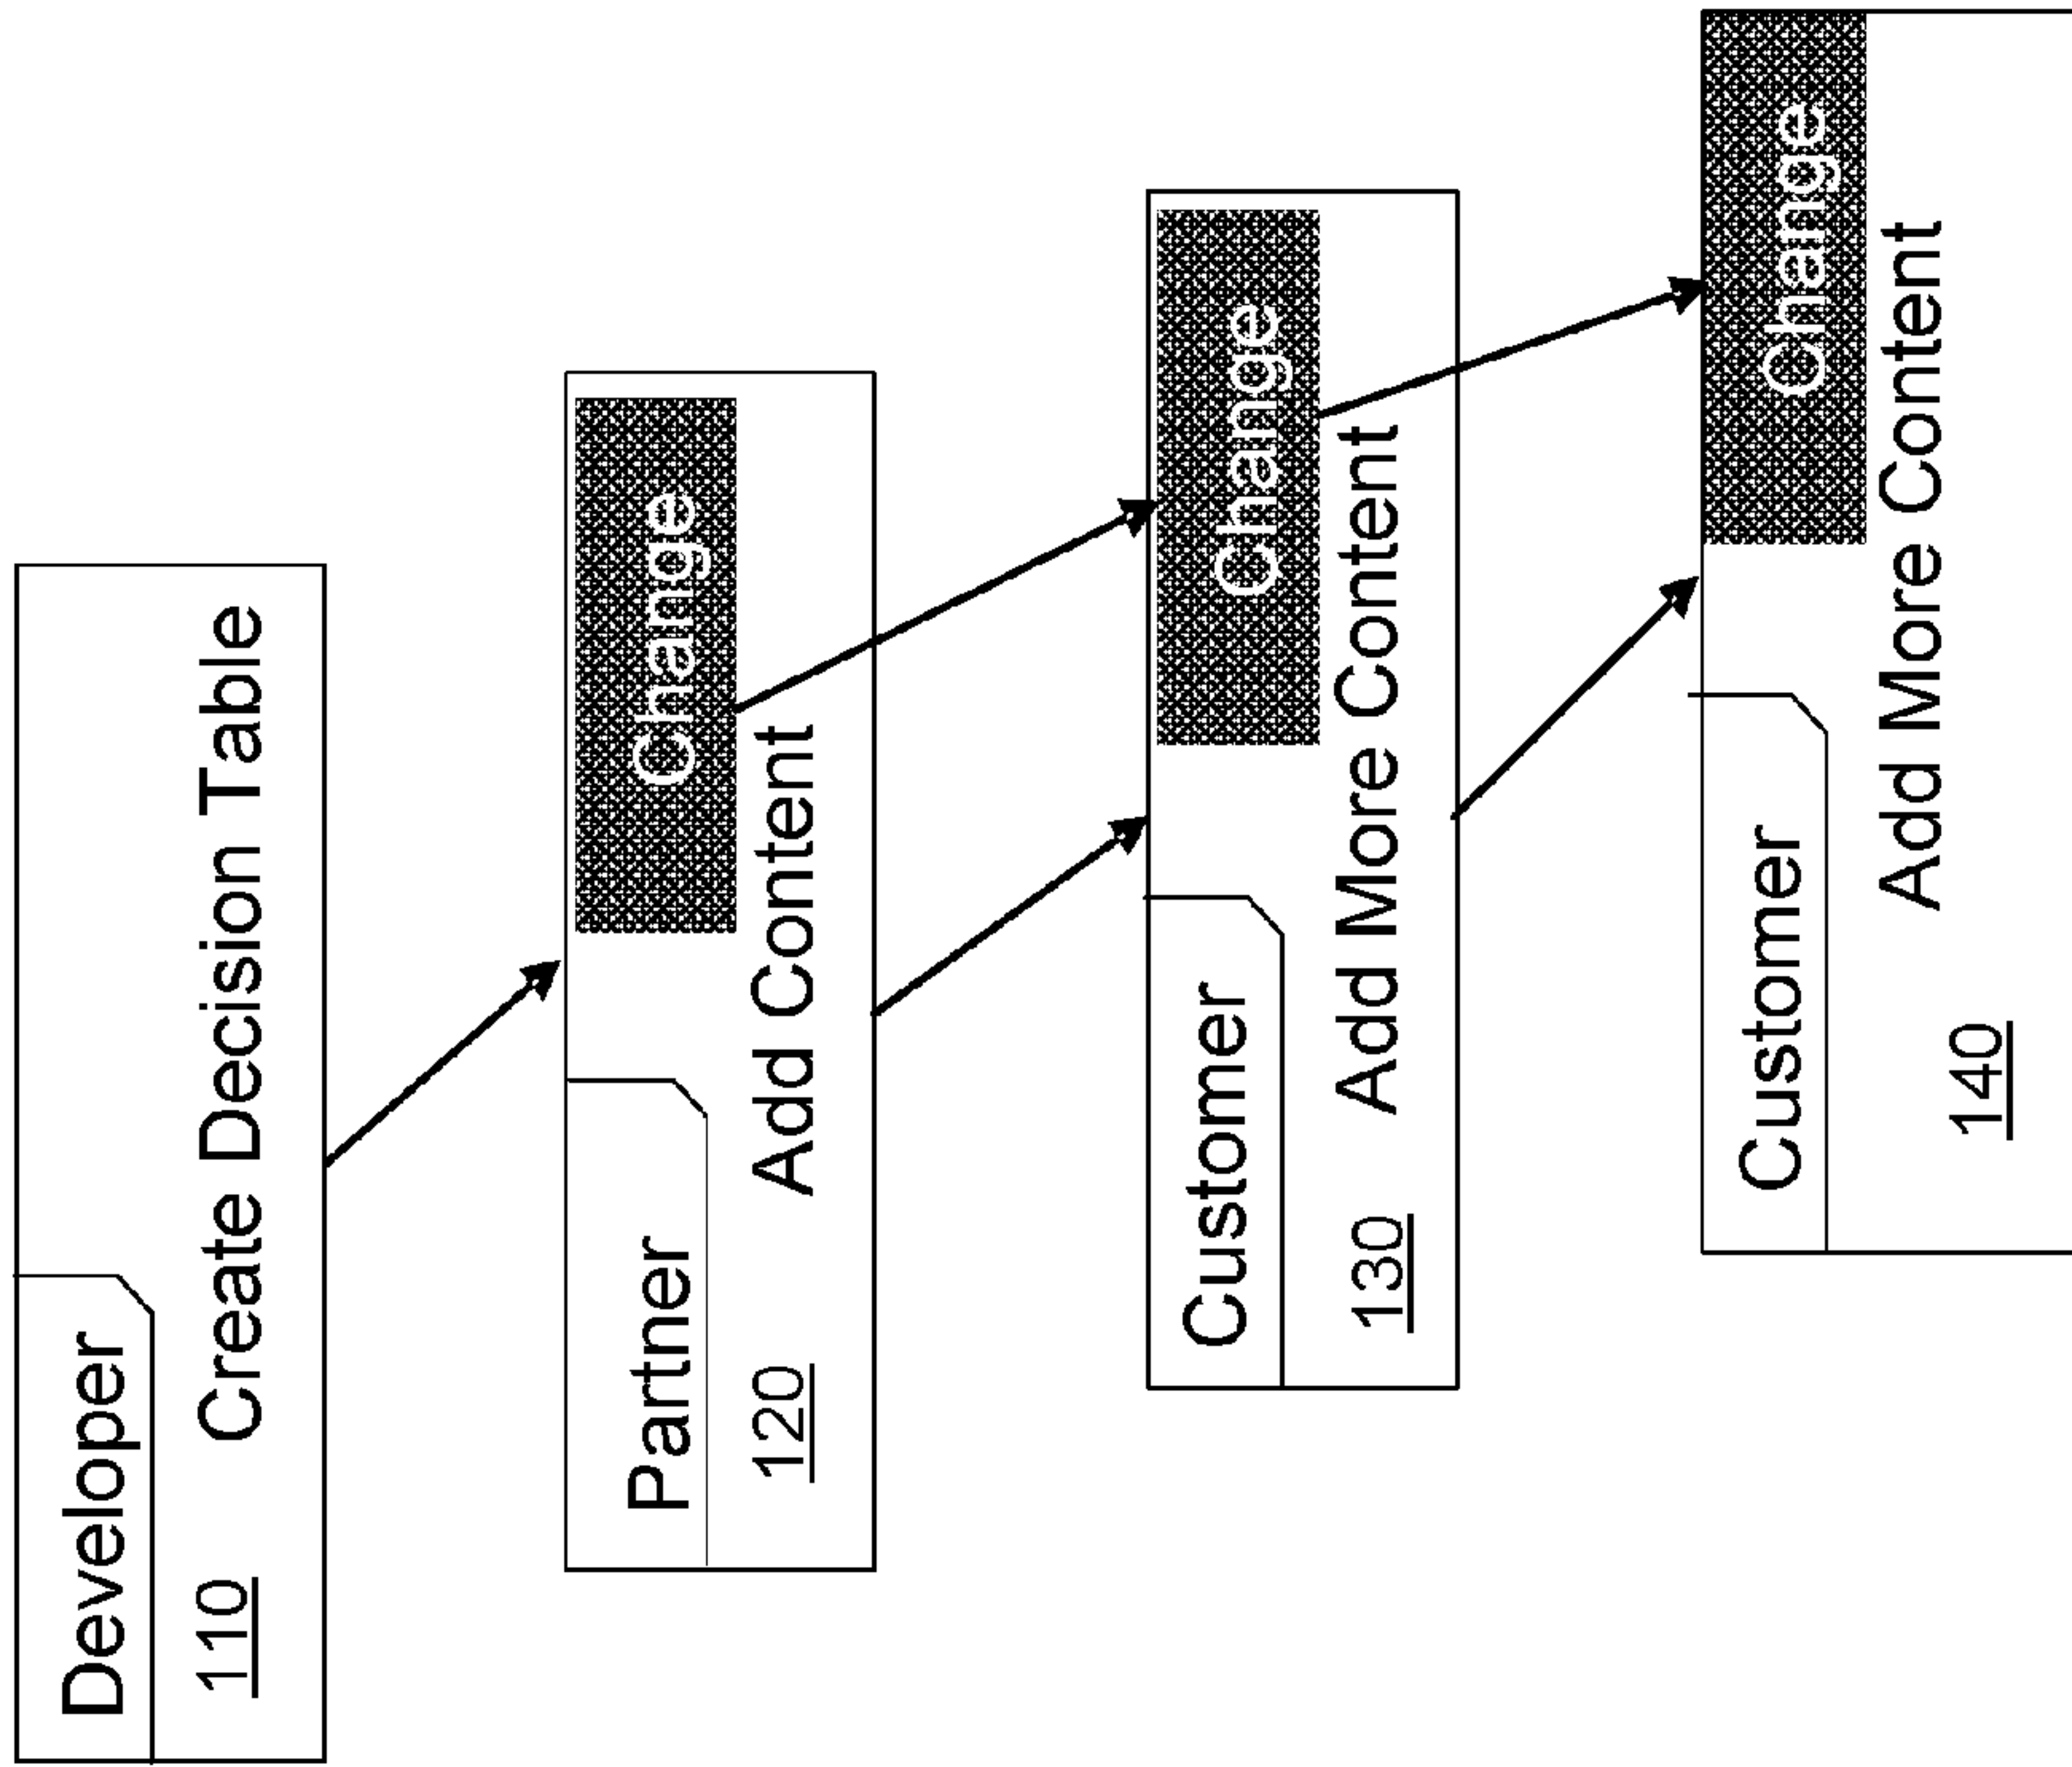 Developer
110 Create Decision Table
Partner
Change
120 Add Content
Customer
Change
130 Add More Content
Customer
Change
140 Add More Content